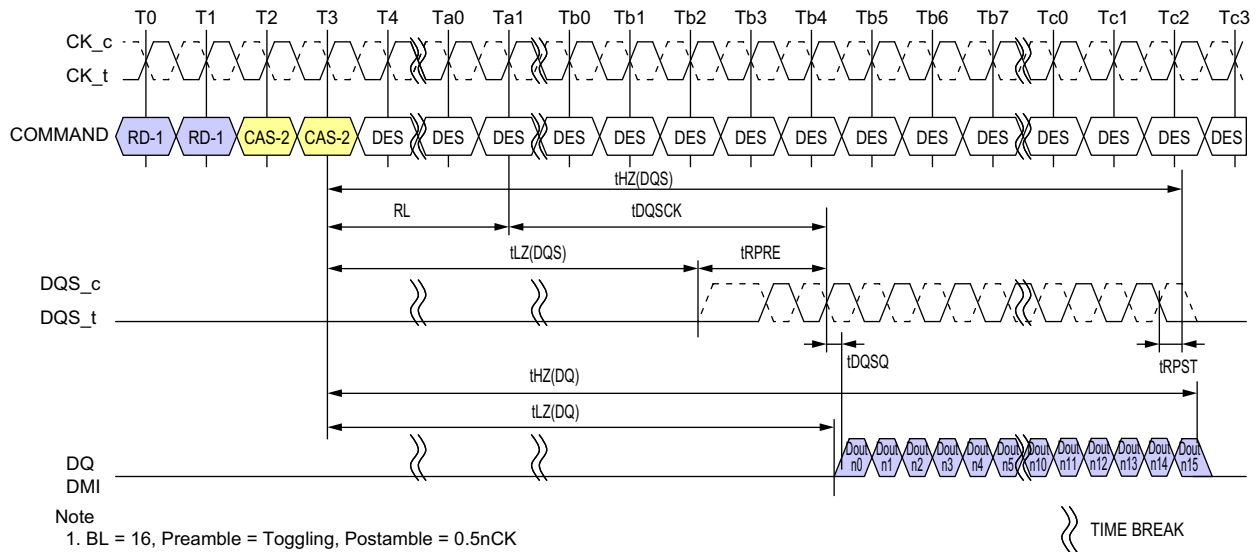 T0 T1 T2 T3 T4 Ta0 Ta1 Tb0 Tb1 Tb2 Tb3 Tb4 Tb5 Tb6 Tb7 Tc0 Tc1 Tc2 Tc3
CK_c
CK_t
COMMAND RD-1 RD-1 CAS-2 CAS-2 DES DES DES DES DES DES DES DES DES DES DES DES DES DES DES
tHZ(DQS)
RL tDQSCK
tLZ(DQS) tRPRE
DQS_c
DQS_t
tDQSQ tRPST
tHZ(DQ)
tLZ(DQ)
Dout Dout Dout Dout Dout Dout Dout Dout Dout Dout Dout Dout
n0 n1 n2 n3 n4 n5 n10 n11 n12 n13 n14 n15
DQ
DMI
Note
1. BL = 16, Preamble = Toggling, Postamble = 0.5nCK
TIME BREAK